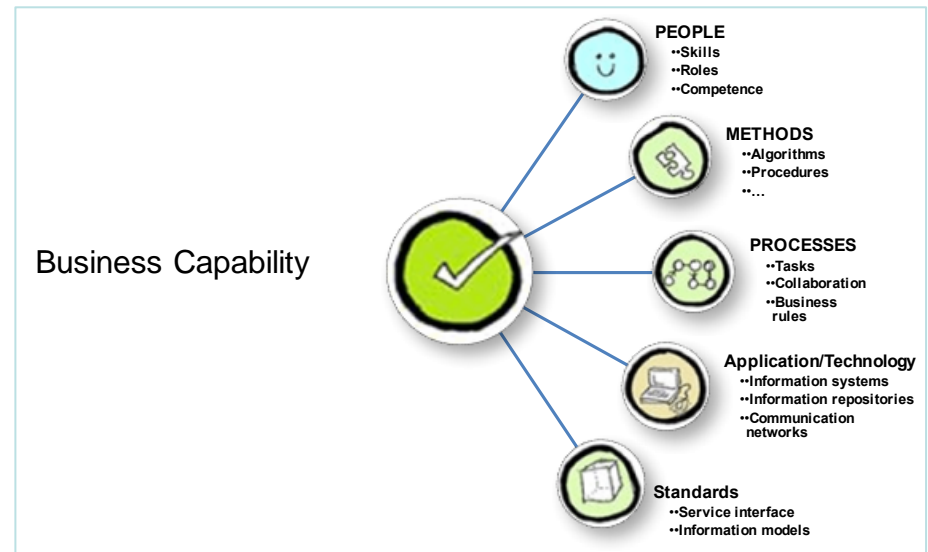 PEOPLE
••Skills
••Roles
••Competence
METHODS
••Algorithms
••Procedures
••...
Business Capability
PROCESSES
••Tasks
••Collaboration
••Business
rules
Application/Technology
••Information systems
••Information repositories
••Communication
networks
Standards
••Service interface
••Information models